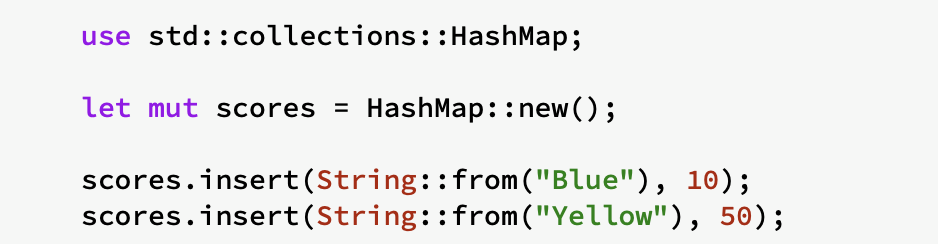 use std::collections::HashMap;
let mut scores = HashMap::new();
scores.insert(String::from("Blue"), 10);
scores.insert(String::from("Yellow"), 50);